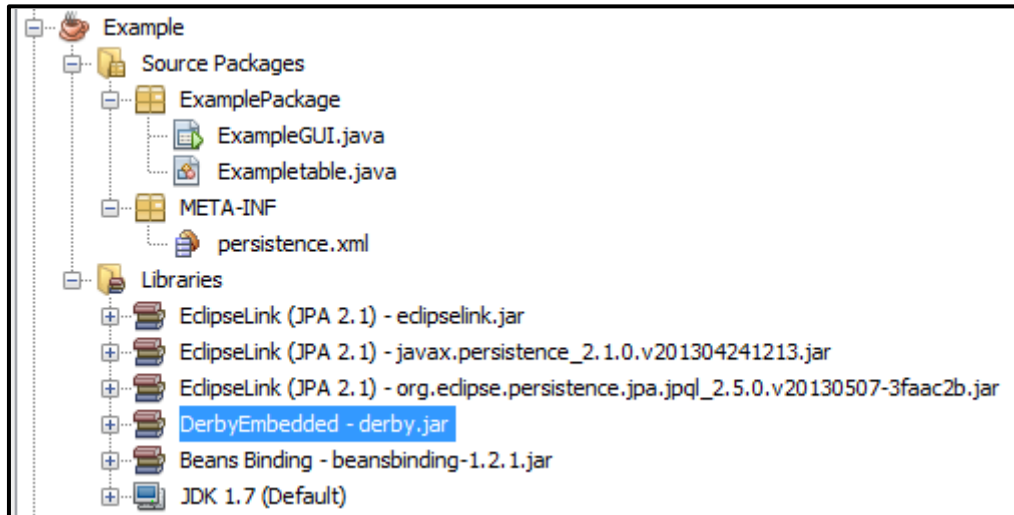 Example
Source Packages
ExamplePackage
ExampleGUI.java
Exampletable.java
META-INF
persistence.xml
Libraries
EclipseLink (JPA 2.1) - eclipselink.jar
EclipseLink (JPA 2.1) - javax.persistence_2.1.0.v201304241213.jar
EclipseLink (JPA 2.1) - org.eclipse.persistence.jpa.jpql_2.5.0.v20130507-3faac2b.jar
DerbyEmbedded - derby.jar
Beans Binding - beansbinding-1.2.1.jar
JDK 1.7 (Default)